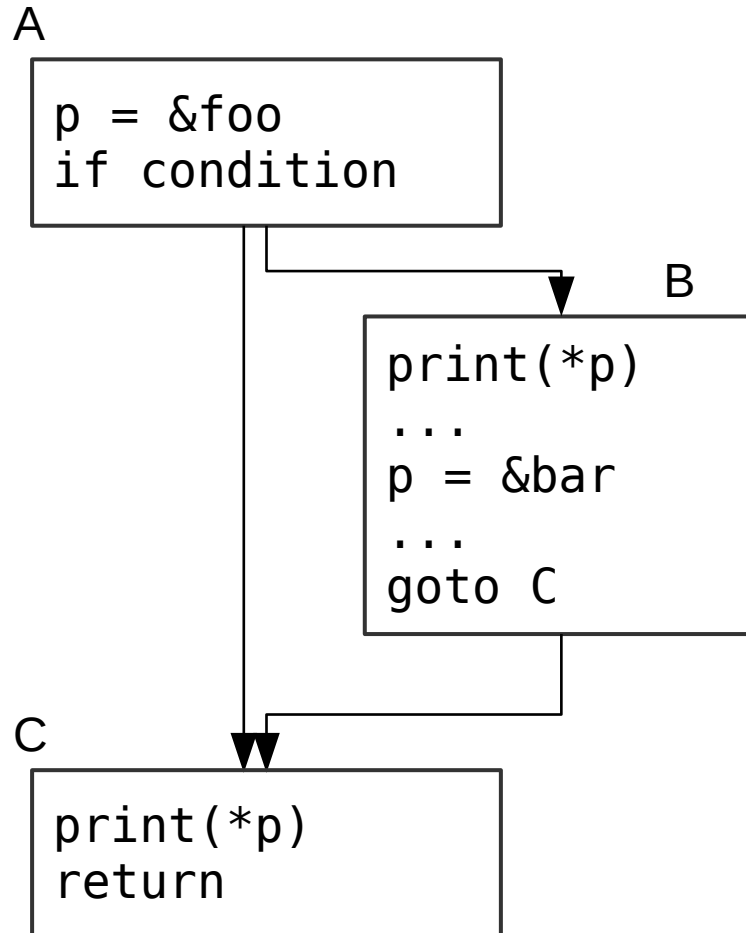 A
p = &foo
if condition
B
print(*p)
...
p = &bar
...
goto C
C
print(*p)
return